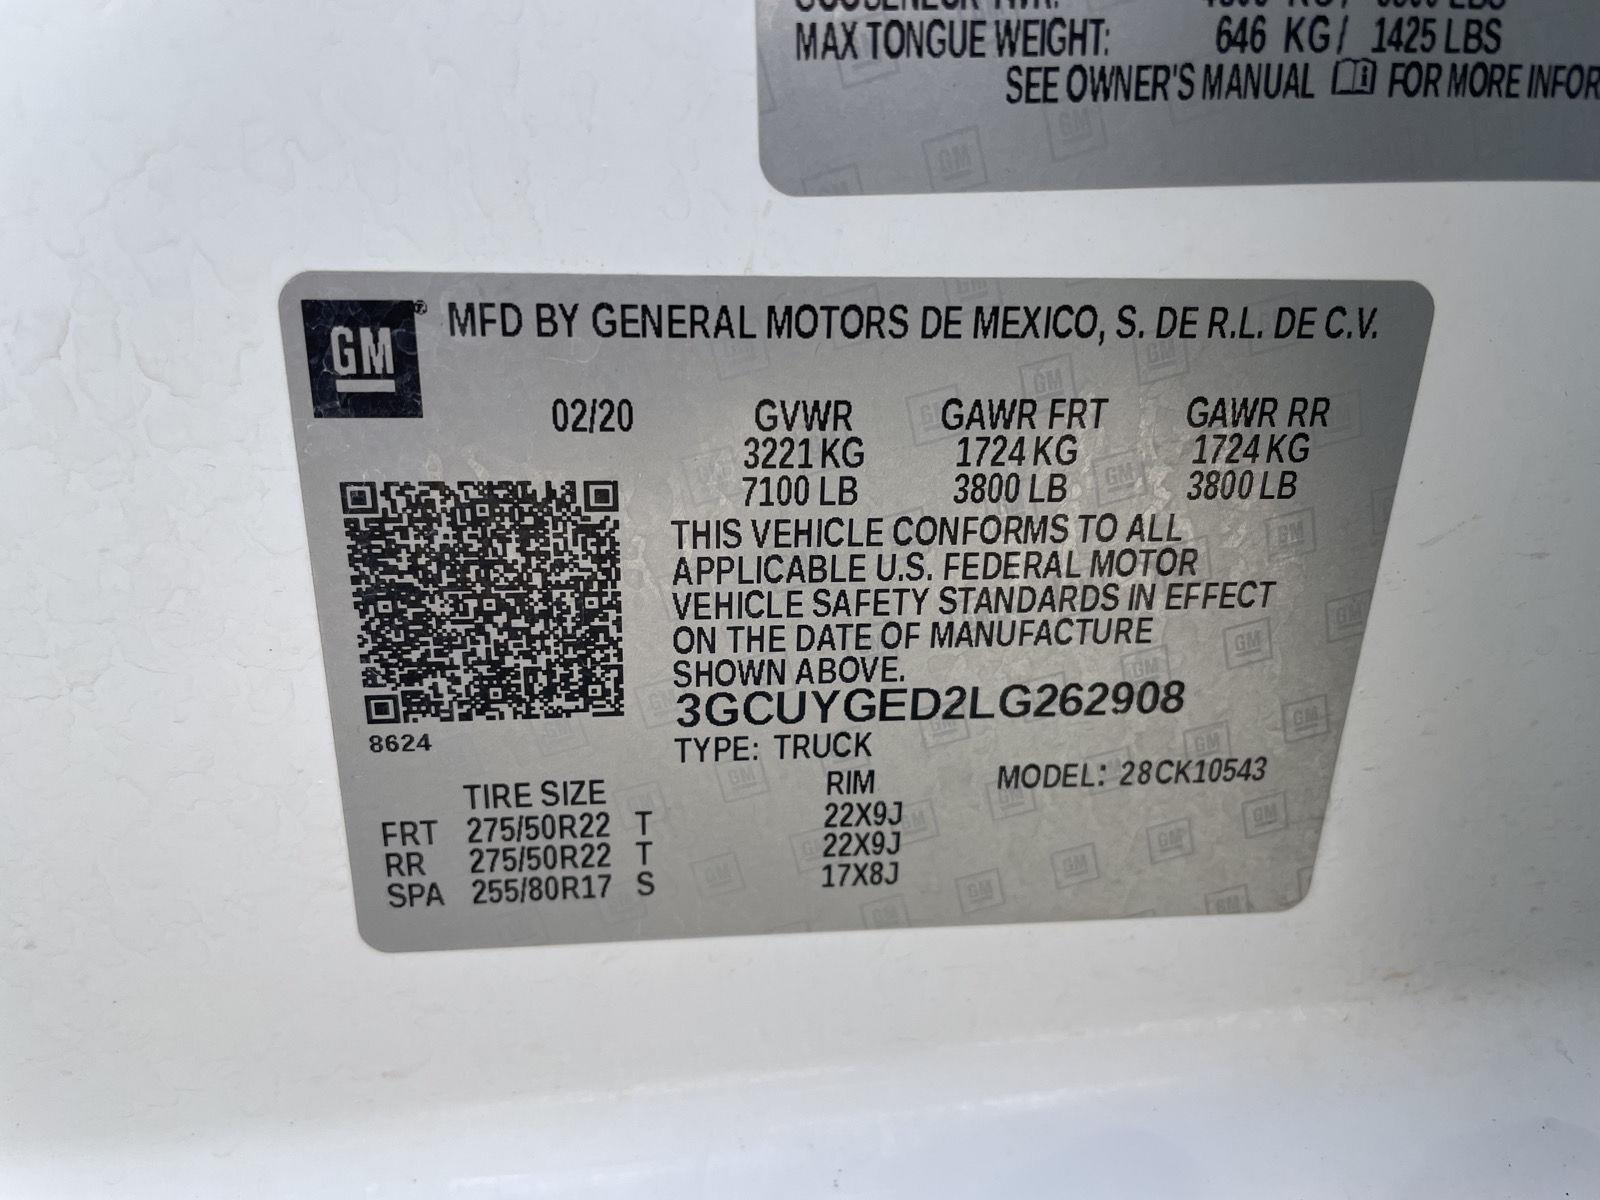 MAX TONGUE WEIGHT: 646 KG / 1425 LBS
SEE OWNER'S MANUAL FOR MORE INFOR
GM ® MFD BY GENERAL MOTORS DE MEXICO, S. DE R.L. DE C.V.
02/20 GVWR GAWR FRT GAWR RR
3221 KG 1724 KG 1724 KG
7100 LB 3800 LB 3800 LB
THIS VEHICLE CONFORMS TO ALL
APPLICABLE U.S. FEDERAL MOTOR
VEHICLE SAFETY STANDARDS IN EFFECT
ON THE DATE OF MANUFACTURE
SHOWN ABOVE.
3GCUYGED2LG262908
8624
TYPE: TRUCK
MODEL: 28CK10543
TIRE SIZE RIM
FRT 275/50R22 T 22X9J
RR 275/50R22 T 22X9J
SPA 255/80R17 S 17X8J